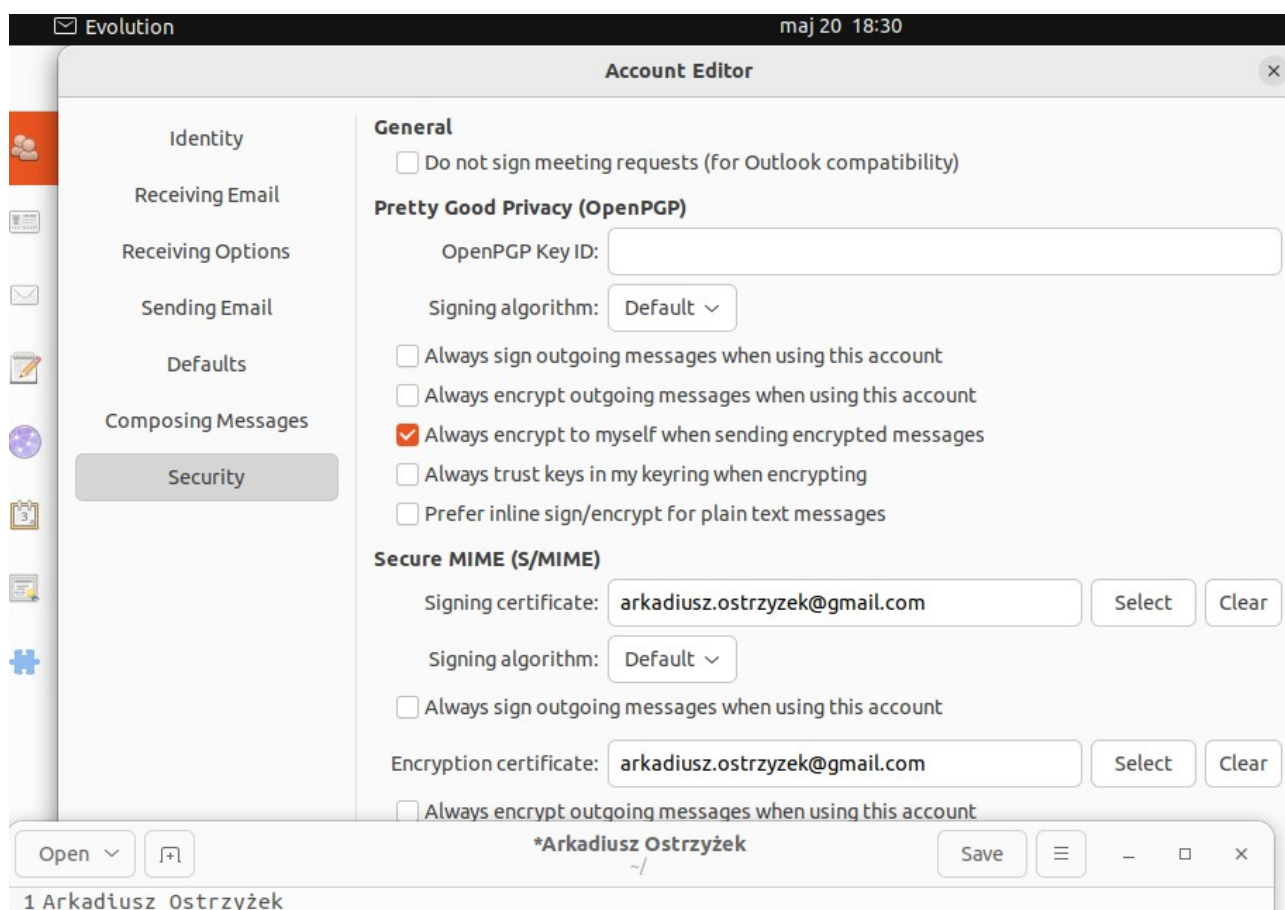 Evolution
maj 20 18:30
Account Editor
Identity
Receiving Email
Receiving Options
Sending Email
Defaults
Composing Messages
Security
General
Do not sign meeting requests (for Outlook compatibility)
Pretty Good Privacy (OpenPGP)
OpenPGP Key ID:
Signing algorithm: Default
Always sign outgoing messages when using this account
Always encrypt outgoing messages when using this account
Always encrypt to myself when sending encrypted messages
Always trust keys in my keyring when encrypting
Prefer inline sign/encrypt for plain text messages
Secure MIME (S/MIME)
Signing certificate: arkadiusz.ostrzyzek@gmail.com Select Clear
Signing algorithm: Default
Always sign outgoing messages when using this account
Encryption certificate: arkadiusz.ostrzyzek@gmail.com Select Clear
Always encrypt outgoing messages when using this account
Open *Arkadiusz Ostrzyżek Save
~/
1 Arkadiusz Ostrzyżek